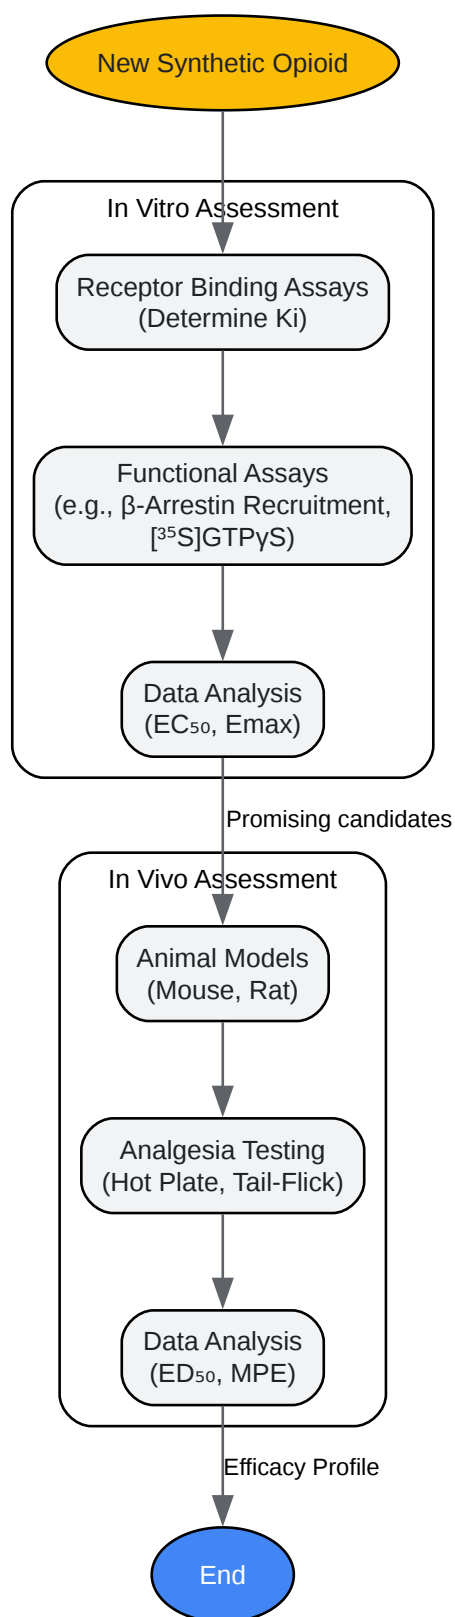 New Synthetic Opioid
In Vitro Assessment
Receptor Binding Assays
(Determine Ki)
Functional Assays
(e.g., β-Arrestin Recruitment,
[³⁵S]GTPγS)
Data Analysis
(EC₅₀, Emax)
Promising candidates
In Vivo Assessment
Animal Models
(Mouse, Rat)
Analgesia Testing
(Hot Plate, Tail-Flick)
Data Analysis
(ED₅₀, MPE)
Efficacy Profile
End